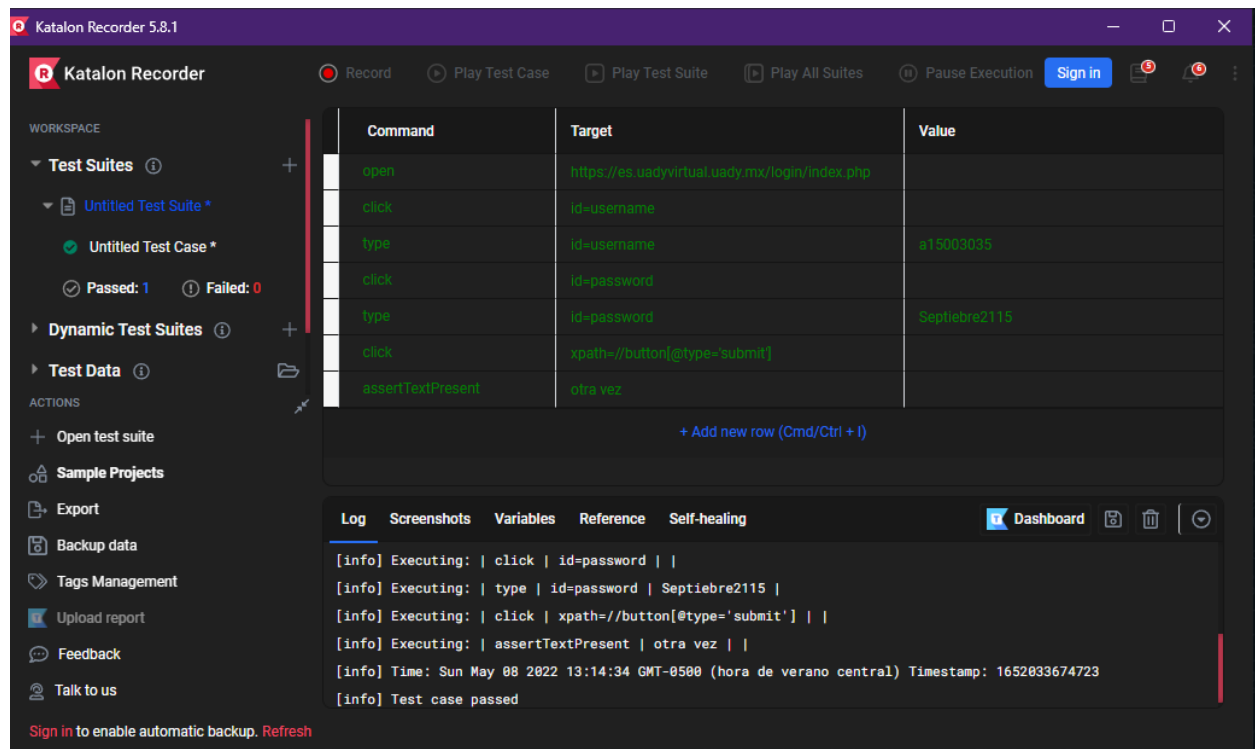 Katalon Recorder 5.8.1
Katalon Recorder
Record Play Test Case Play Test Suite Play All Suites Pause Execution Sign in 5 6
WORKSPACE
Test Suites
Untitled Test Suite *
Untitled Test Case *
Passed: 1 Failed: 0
Dynamic Test Suites
Test Data
ACTIONS
Open test suite
Sample Projects
Export
Backup data
Tags Management
Upload report
Feedback
Talk to us
Sign in to enable automatic backup. Refresh
Command Target Value
open https://es.uadyvirtual.uady.mx/login/index.php
click id=username
type id=username a15003035
click id=password
type id=password Septiebre2115
click xpath=//button[@type='submit']
assertTextPresent otra vez
+ Add new row (Cmd/Ctrl + I)
Log Screenshots Variables Reference Self-healing Dashboard
[info] Executing: | click | id=password | |
[info] Executing: | type | id=password | Septiebre2115 |
[info] Executing: | click | xpath=//button[@type='submit'] | |
[info] Executing: | assertTextPresent | otra vez | |
[info] Time: Sun May 08 2022 13:14:34 GMT-0500 (hora de verano central) Timestamp: 1652033674723
[info] Test case passed